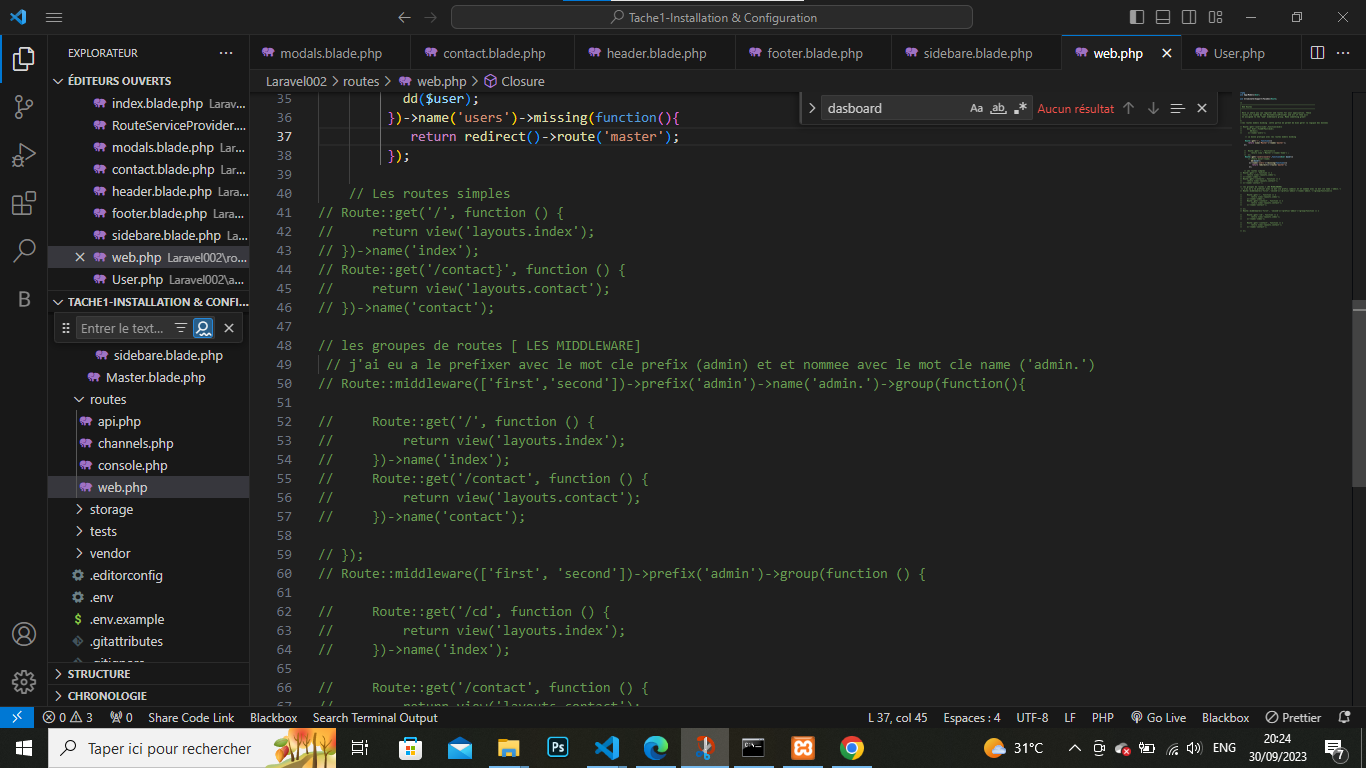 Tache1-Installation & Configuration
EXPLORATEUR
ÉDITEURS OUVERTS
index.blade.php Larav...
RouteServiceProvider....
modals.blade.php Lar...
contact.blade.php Lar...
header.blade.php Lara...
footer.blade.php Lara...
sidebare.blade.php La...
web.php Laravel002\ro...
User.php Laravel002\a...
TACHE1-INSTALLATION & CONFI...
Entrer le text...
sidebare.blade.php
Master.blade.php
routes
api.php
channels.php
console.php
web.php
storage
tests
vendor
.editorconfig
.env
.env.example
.gitattributes
.gitignore
STRUCTURE
CHRONOLOGIE
modals.blade.php contact.blade.php header.blade.php footer.blade.php sidebare.blade.php web.php User.php
Laravel002 > routes > web.php > Closure
dasboard Aa ab Aucun résultat
35 dd($user);
36 })->name('users')->missing(function(){
37 return redirect()->route('master');
38 });
39
40 // Les routes simples
41 // Route::get('/', function () {
42 // return view('layouts.index');
43 // })->name('index');
44 // Route::get('/contact}', function () {
45 // return view('layouts.contact');
46 // })->name('contact');
47
48 // les groupes de routes [ LES MIDDLEWARE]
49 // j'ai eu a le prefixer avec le mot cle prefix (admin) et et nommee avec le mot cle name ('admin.')
50 // Route::middleware(['first','second'])->prefix('admin')->name('admin.')->group(function(){
51
52 // Route::get('/', function () {
53 // return view('layouts.index');
54 // })->name('index');
55 // Route::get('/contact', function () {
56 // return view('layouts.contact');
57 // })->name('contact');
58
59 // });
60 // Route::middleware(['first', 'second'])->prefix('admin')->group(function () {
61
62 // Route::get('/cd', function () {
63 // return view('layouts.index');
64 // })->name('index');
65
66 // Route::get('/contact', function () {
67 // return view('layouts.contact');
0 3 0 Share Code Link Blackbox Search Terminal Output L 37, col 45 Espaces : 4 UTF-8 LF PHP Go Live Blackbox Prettier
Taper ici pour rechercher
31°C
ENG
20:24
30/09/2023
7